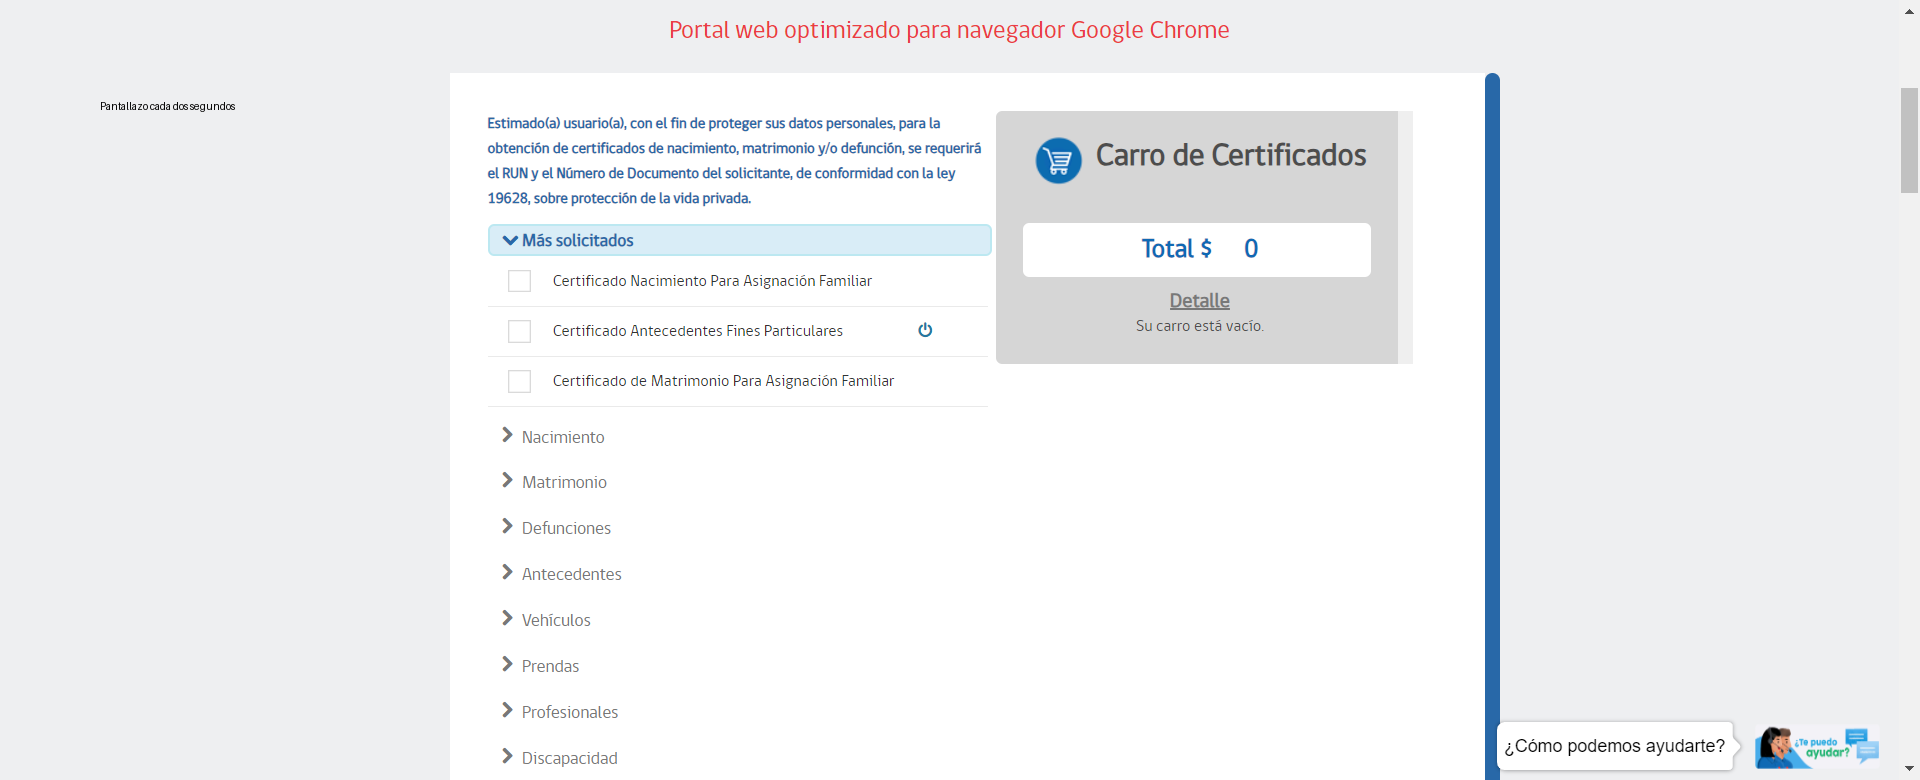 Portal web optimizado para navegador Google Chrome
Pantallazo cada dos segundos
Estimado(a) usuario(a), con el fin de proteger sus datos personales, para la
obtención de certificados de nacimiento, matrimonio y/o defunción, se requerirá
el RUN y el Número de Documento del solicitante, de conformidad con la ley
19628, sobre protección de la vida privada.
Más solicitados
Certificado Nacimiento Para Asignación Familiar
Certificado Antecedentes Fines Particulares
Certificado de Matrimonio Para Asignación Familiar
Nacimiento
Matrimonio
Defunciones
Antecedentes
Vehículos
Prendas
Profesionales
Discapacidad
Carro de Certificados
Total $ 0
Detalle
Su carro está vacío.
¿Cómo podemos ayudarte?
¿Te puedo
ayudar?